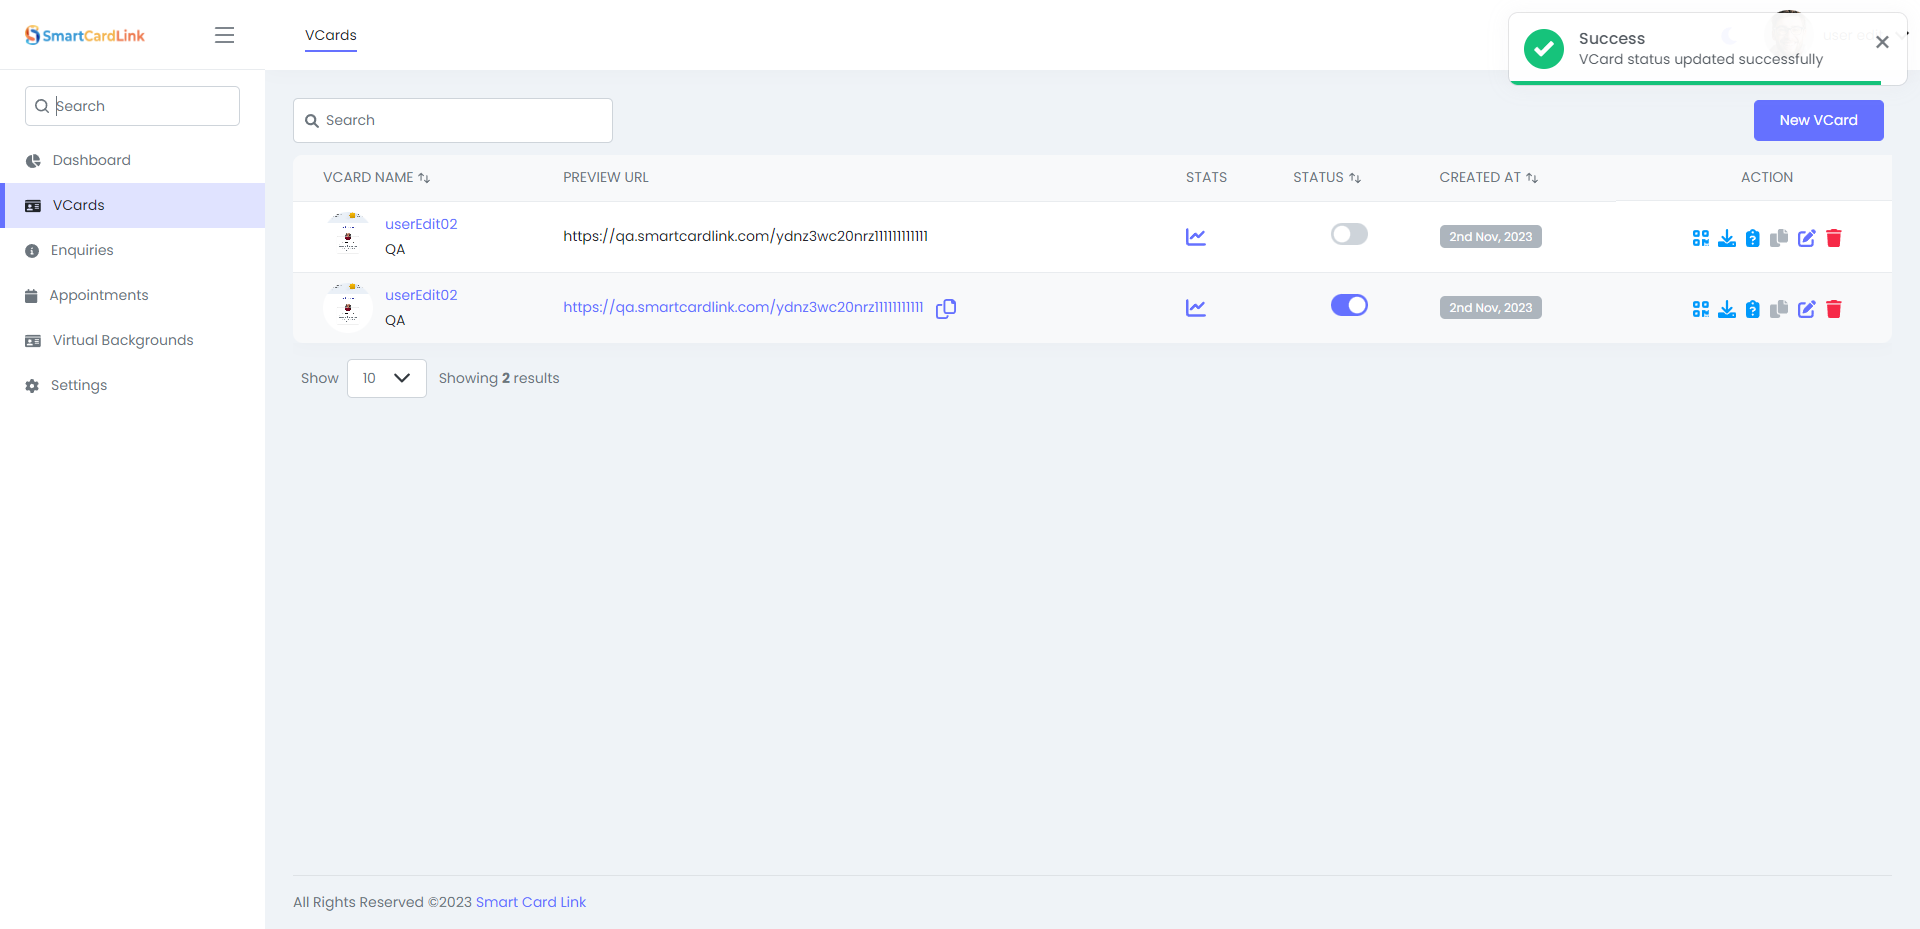 SmartCardLink
VCards
Success
VCard status updated successfully
Search
Dashboard
VCards
Enquiries
Appointments
Virtual Backgrounds
Settings
Search
New VCard
VCARD NAME PREVIEW URL STATS STATUS CREATED AT ACTION
userEdit02
QA
https://qa.smartcardlink.com/ydnz3wc20nrz111111111111
2nd Nov, 2023
userEdit02
QA
https://qa.smartcardlink.com/ydnz3wc20nrz11111111111
2nd Nov, 2023
Show 10 Showing 2 results
All Rights Reserved ©2023 Smart Card Link